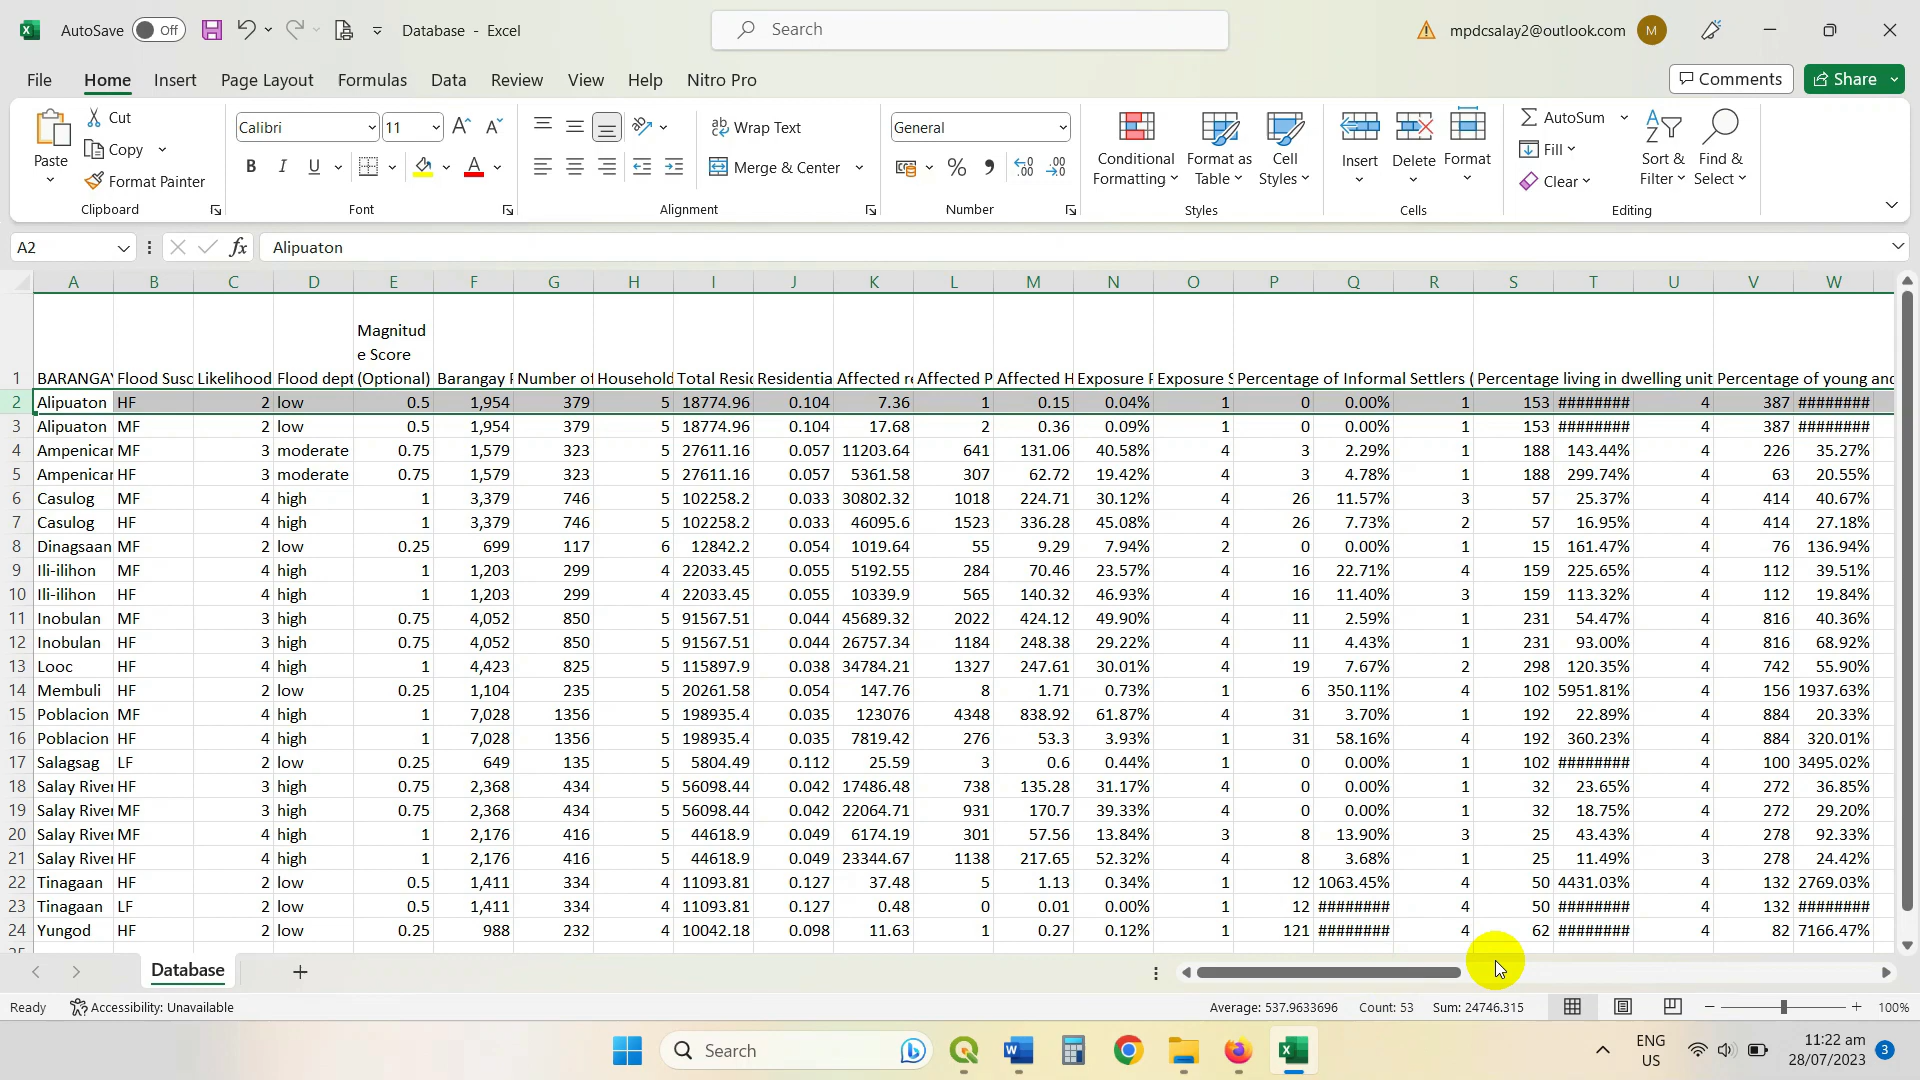 AutoSave Off Database - Excel Search mpdcsalay2@outlook.com M
File Home Insert Page Layout Formulas Data Review View Help Nitro Pro Comments Share
Cut
Copy
Format Painter
Paste
Clipboard
Calibri 11
B I U A
Font
Wrap Text
Merge & Center
Alignment
General
Number
Conditional Formatting
Format as Table
Cell Styles
Styles
Insert Delete Format
Cells
AutoSum
Fill
Clear
Sort & Filter
Find & Select
Editing
A2 fx Alipuaton
A B C D E F G H I J K L M N O P Q R S T U V W
1 BARANGAY Flood Susc Likelihood Flood dept Magnitud e Score (Optional) Barangay P Number of Household Total Resid Residentia Affected re Affected P Affected H Exposure P Exposure S Percentage of Informal Settlers ( Percentage living in dwelling unit Percentage of young and
2 Alipuaton HF 2 low 0.5 1,954 379 5 18774.96 0.104 7.36 1 0.15 0.04% 1 0 0.00% 1 153 ######## 4 387 ########
3 Alipuaton MF 2 low 0.5 1,954 379 5 18774.96 0.104 17.68 2 0.36 0.09% 1 0 0.00% 1 153 ######## 4 387 ########
4 Ampenican MF 3 moderate 0.75 1,579 323 5 27611.16 0.057 11203.64 641 131.06 40.58% 4 3 2.29% 1 188 143.44% 4 226 35.27%
5 Ampenican HF 3 moderate 0.75 1,579 323 5 27611.16 0.057 5361.58 307 62.72 19.42% 4 3 4.78% 1 188 299.74% 4 63 20.55%
6 Casulog MF 4 high 1 3,379 746 5 102258.2 0.033 30802.32 1018 224.71 30.12% 4 26 11.57% 3 57 25.37% 4 414 40.67%
7 Casulog HF 4 high 1 3,379 746 5 102258.2 0.033 46095.6 1523 336.28 45.08% 4 26 7.73% 2 57 16.95% 4 414 27.18%
8 Dinagsaan MF 2 low 0.25 699 117 6 12842.2 0.054 1019.64 55 9.29 7.94% 2 0 0.00% 1 15 161.47% 4 76 136.94%
9 Ili-ilihon MF 4 high 1 1,203 299 4 22033.45 0.055 5192.55 284 70.46 23.57% 4 16 22.71% 4 159 225.65% 4 112 39.51%
10 Ili-ilihon HF 4 high 1 1,203 299 4 22033.45 0.055 10339.9 565 140.32 46.93% 4 16 11.40% 3 159 113.32% 4 112 19.84%
11 Inobulan MF 3 high 0.75 4,052 850 5 91567.51 0.044 45689.32 2022 424.12 49.90% 4 11 2.59% 1 231 54.47% 4 816 40.36%
12 Inobulan HF 3 high 0.75 4,052 850 5 91567.51 0.044 26757.34 1184 248.38 29.22% 4 11 4.43% 1 231 93.00% 4 816 68.92%
13 Looc HF 4 high 1 4,423 825 5 115897.9 0.038 34784.21 1327 247.61 30.01% 4 19 7.67% 2 298 120.35% 4 742 55.90%
14 Membuli HF 2 low 0.25 1,104 235 5 20261.58 0.054 147.76 8 1.71 0.73% 1 6 350.11% 4 102 5951.81% 4 156 1937.63%
15 Poblacion MF 4 high 1 7,028 1356 5 198935.4 0.035 123076 4348 838.92 61.87% 4 31 3.70% 1 192 22.89% 4 884 20.33%
16 Poblacion HF 4 high 1 7,028 1356 5 198935.4 0.035 7819.42 276 53.3 3.93% 1 31 58.16% 4 192 360.23% 4 884 320.01%
17 Salagsag LF 2 low 0.25 649 135 5 5804.49 0.112 25.59 3 0.6 0.44% 1 0 0.00% 1 102 ######## 4 100 3495.02%
18 Salay River HF 3 high 0.75 2,368 434 5 56098.44 0.042 17486.48 738 135.28 31.17% 4 0 0.00% 1 32 23.65% 4 272 36.85%
19 Salay River MF 3 high 0.75 2,368 434 5 56098.44 0.042 22064.71 931 170.7 39.33% 4 0 0.00% 1 32 18.75% 4 272 29.20%
20 Salay River MF 4 high 1 2,176 416 5 44618.9 0.049 6174.19 301 57.56 13.84% 3 8 13.90% 3 25 43.43% 4 278 92.33%
21 Salay River HF 4 high 1 2,176 416 5 44618.9 0.049 23344.67 1138 217.65 52.32% 4 8 3.68% 1 25 11.49% 3 278 24.42%
22 Tinagaan HF 2 low 0.5 1,411 334 4 11093.81 0.127 37.48 5 1.13 0.34% 1 12 1063.45% 4 50 4431.03% 4 132 2769.03%
23 Tinagaan LF 2 low 0.5 1,411 334 4 11093.81 0.127 0.48 0 0.01 0.00% 1 12 ######## 4 50 ######## 4 132 ########
24 Yungod HF 2 low 0.25 988 232 4 10042.18 0.098 11.63 1 0.27 0.12% 1 121 ######## 4 62 ######## 4 82 7166.47%
Database
Ready Accessibility: Unavailable Average: 537.9633696 Count: 53 Sum: 24746.315 100%
Search ENG US 11:22 am 28/07/2023 3